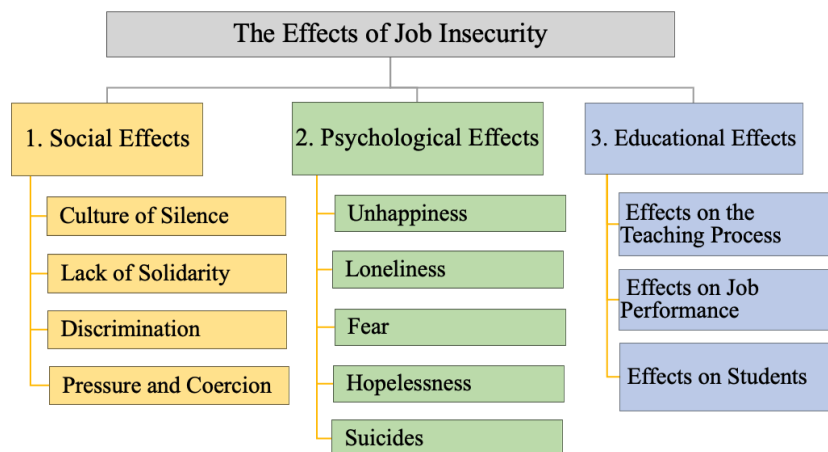 The Effects of Job Insecurity
1. Social Effects
Culture of Silence
Lack of Solidarity
Discrimination
Pressure and Coercion
2. Psychological Effects
Unhappiness
Loneliness
Fear
Hopelessness
Suicides
3. Educational Effects
Effects on the
Teaching Process
Effects on Job
Performance
Effects on Students